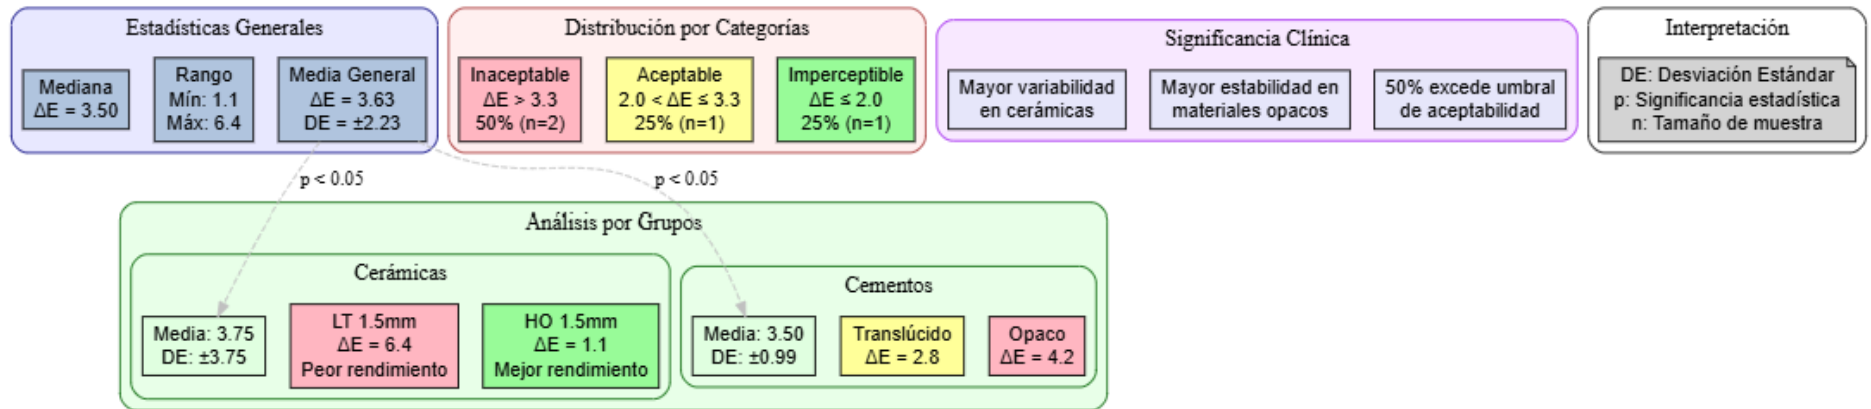 Estadísticas Generales
Mediana
ΔE = 3.50
Rango
Mín: 1.1
Máx: 6.4
Media General
ΔE = 3.63
DE = ±2.23
Distribución por Categorías
Inaceptable
ΔE > 3.3
50% (n=2)
Aceptable
2.0 < ΔE ≤ 3.3
25% (n=1)
Imperceptible
ΔE ≤ 2.0
25% (n=1)
Significancia Clínica
Mayor variabilidad
en cerámicas
Mayor estabilidad en
materiales opacos
50% excede umbral
de aceptabilidad
Interpretación
DE: Desviación Estándar
p: Significancia estadística
n: Tamaño de muestra
p < 0.05
p < 0.05
Análisis por Grupos
Cerámicas
Media: 3.75
DE: ±3.75
LT 1.5mm
ΔE = 6.4
Peor rendimiento
HO 1.5mm
ΔE = 1.1
Mejor rendimiento
Cementos
Media: 3.50
DE: ±0.99
Translúcido
ΔE = 2.8
Opaco
ΔE = 4.2